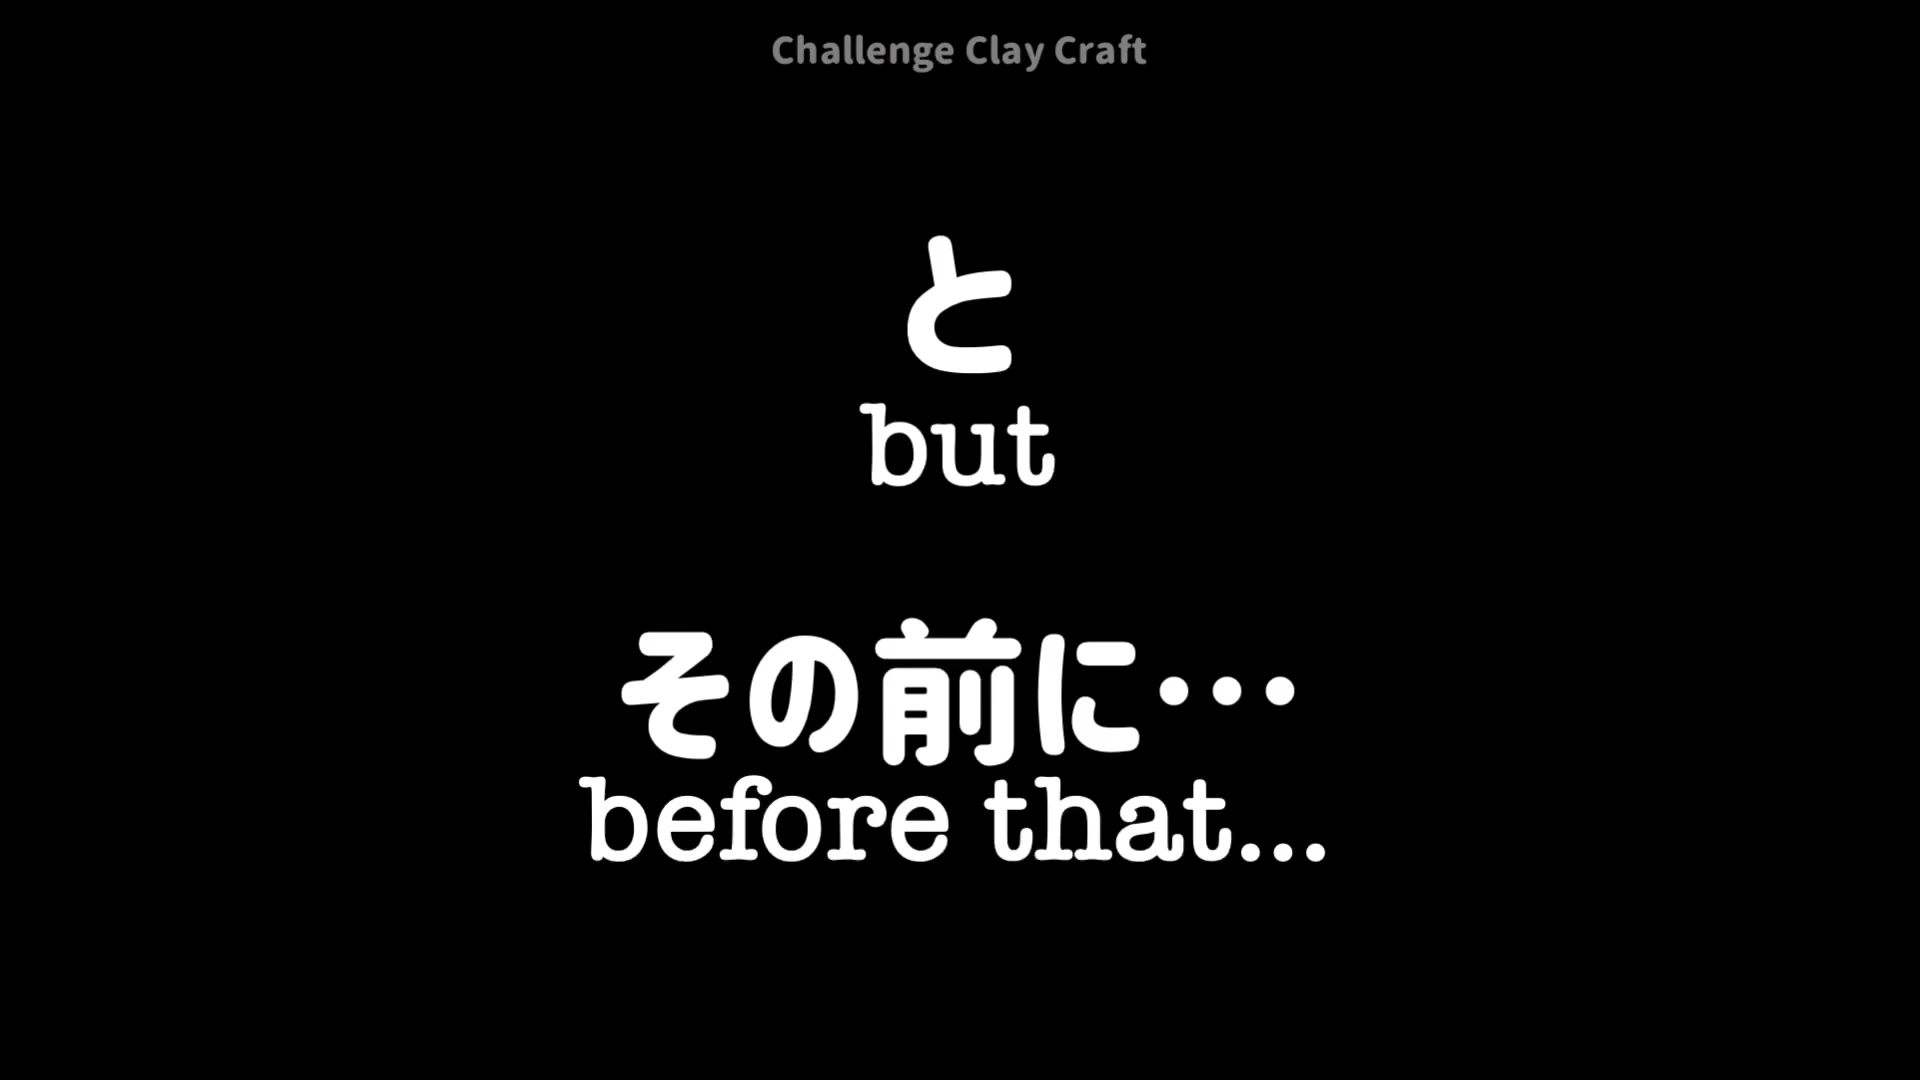 Challenge Clay Craft
と
but
その前に…
before that...